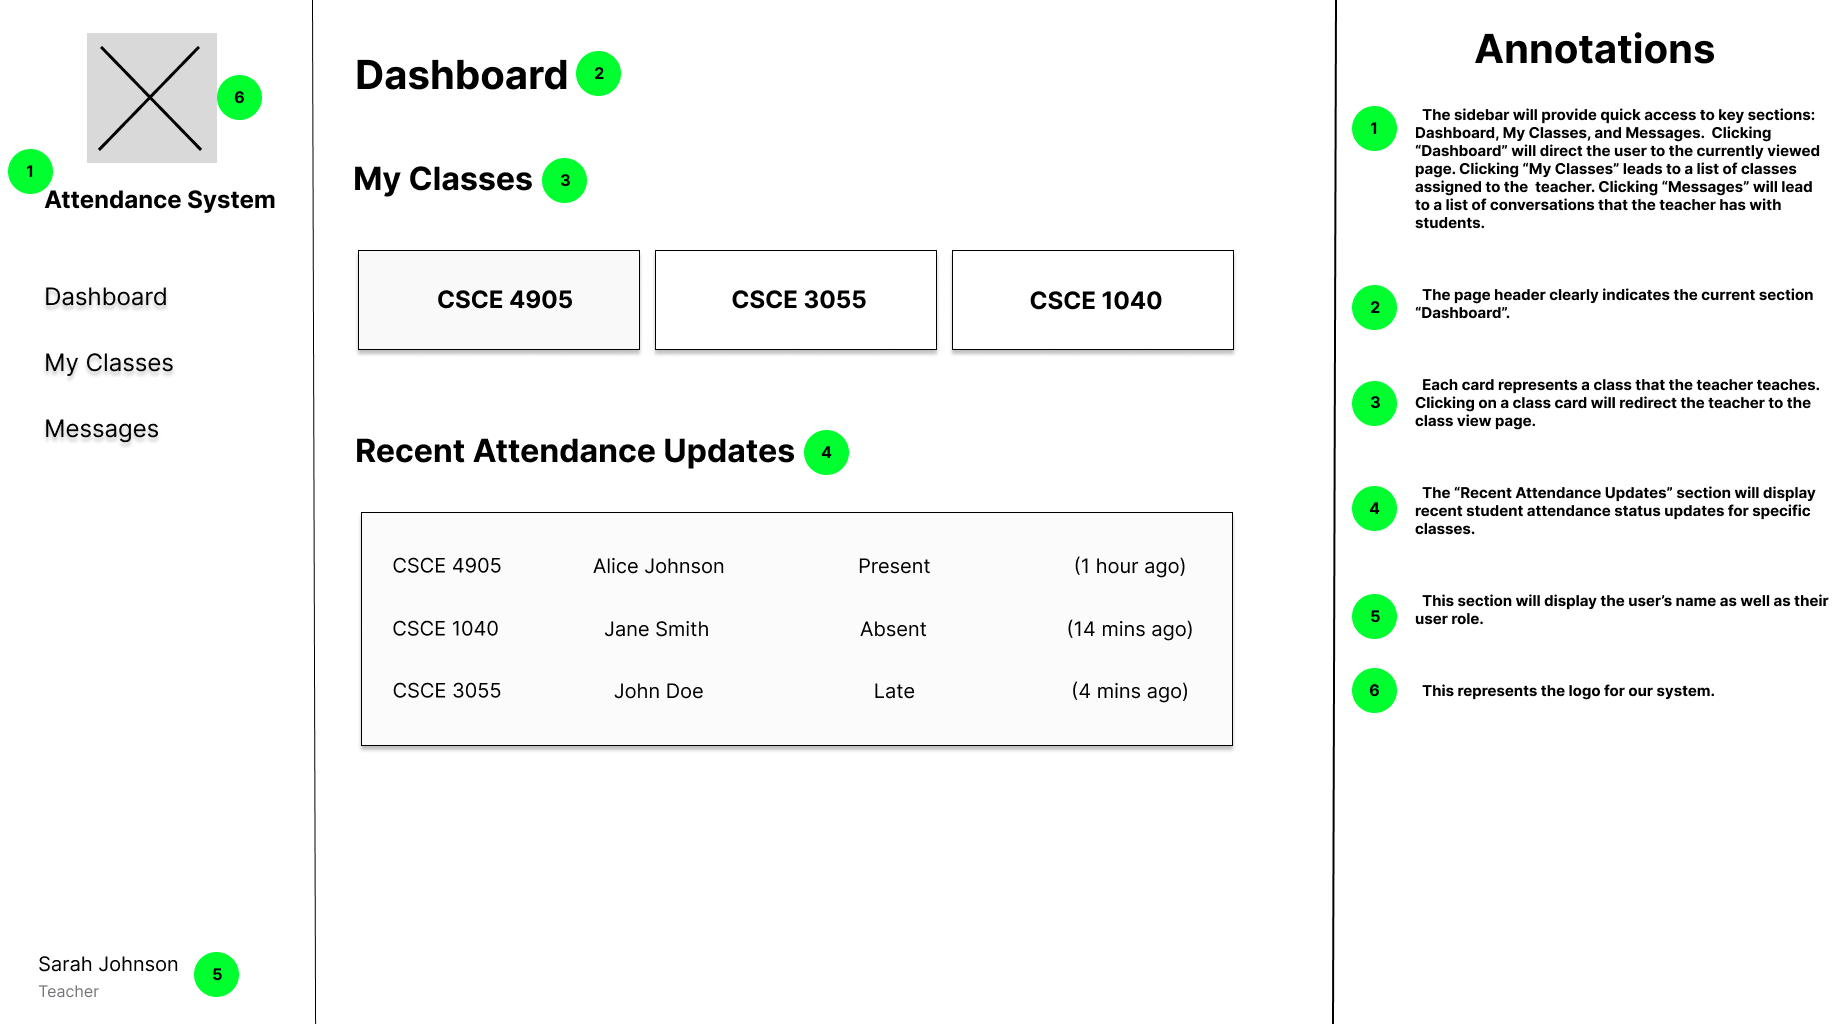 6
1
Attendance System
Dashboard
My Classes
Messages
Sarah Johnson
Teacher
5
Dashboard 2
My Classes 3
CSCE 4905 CSCE 3055 CSCE 1040
Recent Attendance Updates 4
CSCE 4905 Alice Johnson Present (1 hour ago)
CSCE 1040 Jane Smith Absent (14 mins ago)
CSCE 3055 John Doe Late (4 mins ago)
Annotations
1 The sidebar will provide quick access to key sections:
Dashboard, My Classes, and Messages. Clicking
“Dashboard” will direct the user to the currently viewed
page. Clicking “My Classes” leads to a list of classes
assigned to the teacher. Clicking “Messages” will lead
to a list of conversations that the teacher has with
students.
2 The page header clearly indicates the current section
“Dashboard”.
3 Each card represents a class that the teacher teaches.
Clicking on a class card will redirect the teacher to the
class view page.
4 The “Recent Attendance Updates” section will display
recent student attendance status updates for specific
classes.
5 This section will display the user’s name as well as their
user role.
6 This represents the logo for our system.